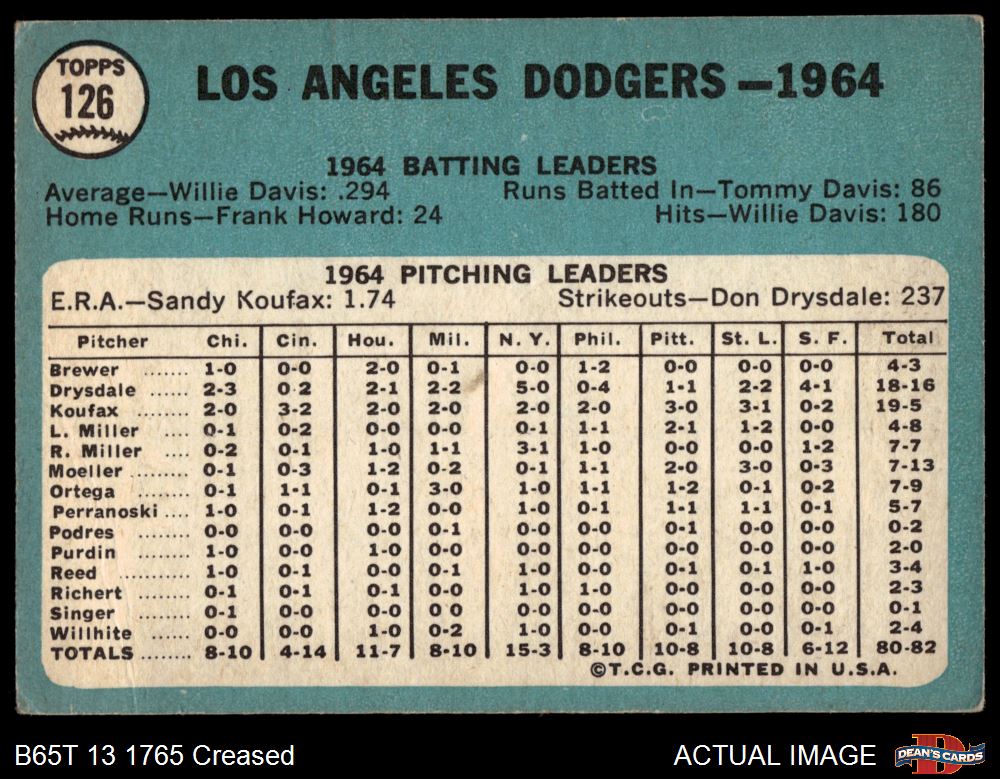 TOPPS
126
LOS ANGELES DODGERS—1964
1964 BATTING LEADERS
Average—Willie Davis: .294 Runs Batted In—Tommy Davis: 86
Home Runs—Frank Howard: 24 Hits—Willie Davis: 180
1964 PITCHING LEADERS
E.R.A.—Sandy Koufax: 1.74 Strikeouts—Don Drysdale: 237
Pitcher Chi. Cin. Hou. Mil. N. Y. Phil. Pitt. St. L. S. F. Total
Brewer ....... 1-0 0-0 2-0 0-1 0-0 1-2 0-0 0-0 0-0 4-3
Drysdale ...... 2-3 0-2 2-1 2-2 5-0 0-4 1-1 2-2 4-1 18-16
Koufax ........ 2-0 3-2 2-0 2-0 2-0 2-0 3-0 3-1 0-2 19-5
L. Miller .... 0-1 0-2 0-0 0-0 0-1 1-1 2-1 1-2 0-0 4-8
R. Miller .... 0-2 0-1 1-0 1-1 3-1 1-0 0-0 0-0 1-2 7-7
Moeller ......... 0-1 0-3 1-2 0-2 0-1 1-1 2-0 3-0 0-3 7-13
Ortega ........ 0-1 1-1 0-1 3-0 1-0 1-1 1-2 0-1 0-2 7-9
Perranoski .... 1-0 0-1 1-2 0-0 1-0 0-1 1-1 1-1 0-1 5-7
Podres ........ 0-0 0-0 0-0 0-1 0-0 0-0 0-1 0-0 0-0 0-2
Purdin ........ 1-0 0-0 1-0 0-0 0-0 0-0 0-0 0-0 0-0 2-0
Reed .......... 1-0 0-1 0-0 0-1 1-0 0-0 0-1 0-1 1-0 3-4
Richert ....... 0-1 0-1 0-1 0-0 1-0 1-0 0-0 0-0 0-0 2-3
Singer ........ 0-1 0-0 0-0 0 0 0-0 0-0 0-0 0-0 0-0 0-1
Willhite ...... 0-0 0-0 1-0 0-2 1-0 0-0 0-1 0-0 0-1 2-4
TOTALS ........ 8-10 4-14 11-7 8-10 15-3 8-10 10-8 10-8 6-12 80-82
©T.C.G. PRINTED IN U.S.A.
B65T 13 1765 Creased ACTUAL IMAGE
DEAN'S CARDS